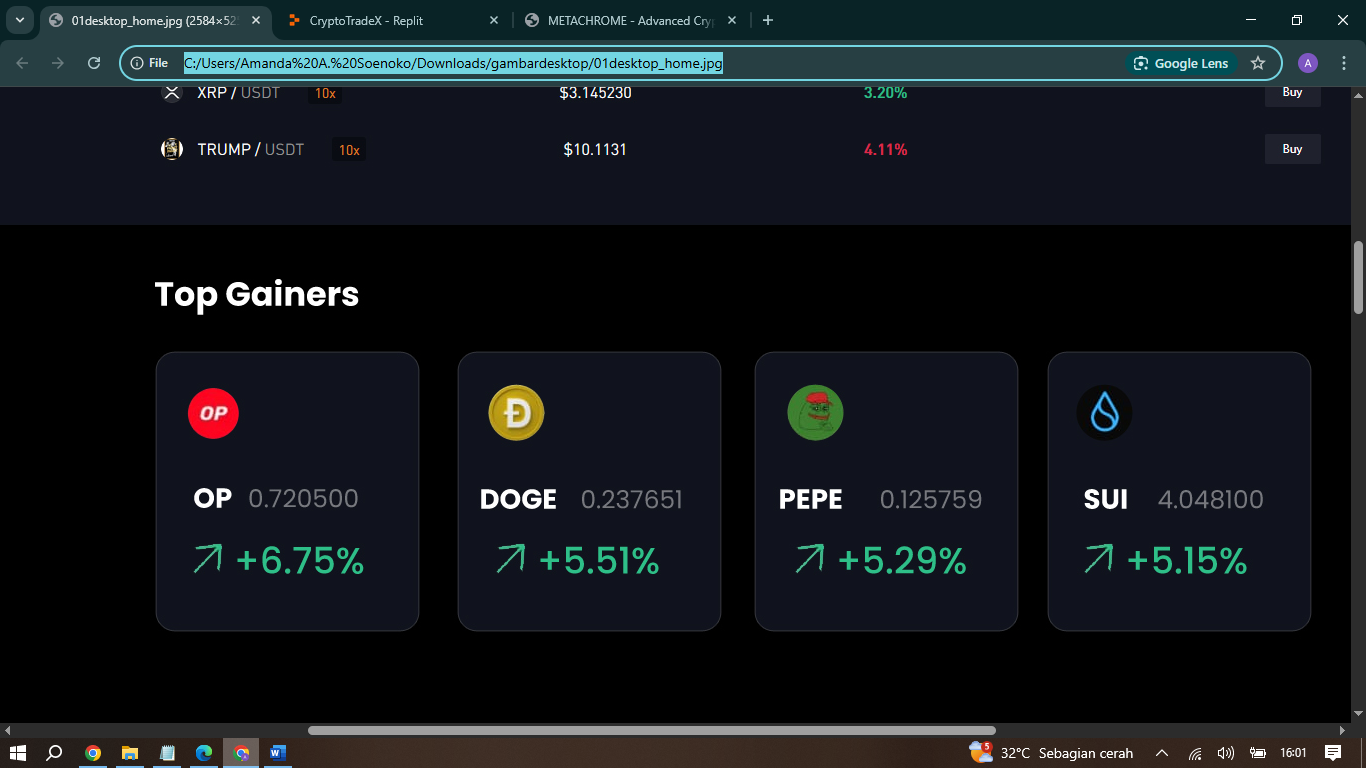 01desktop_home.jpg (2584×52
CryptoTradeX - Replit
METACHROME - Advanced Cry
File
C:/Users/Amanda%20A.%20Soenoko/Downloads/gambardesktop/01desktop_home.jpg
Google Lens
A
XRP / USDT 10x $3.145230 3.20% Buy
TRUMP / USDT 10x $10.1131 4.11% Buy
Top Gainers
OP
Ð
OP 0.720500
DOGE 0.237651
PEPE 0.125759
SUI 4.048100
+6.75%
+5.51%
+5.29%
+5.15%
5
32°C Sebagian cerah
16:01